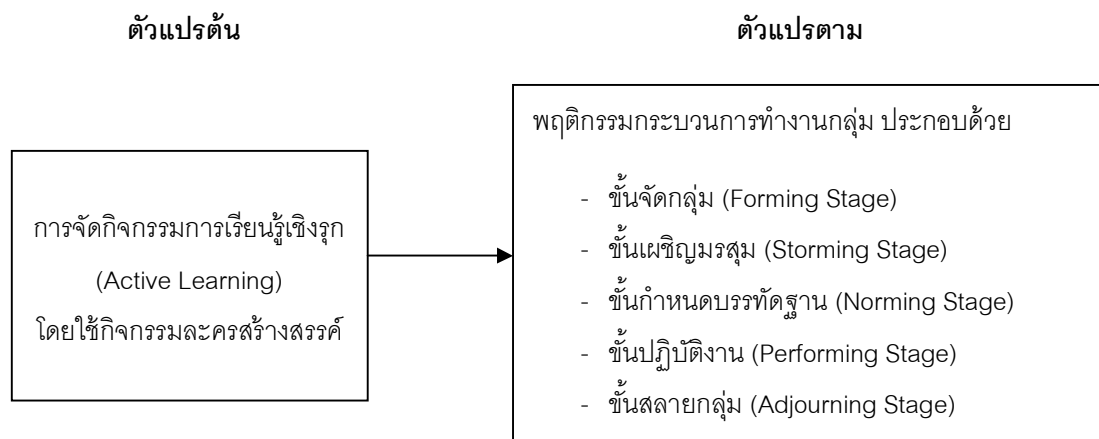 ตัวแปรต้น
ตัวแปรตาม
การจัดกิจกรรมการเรียนรู้เชิงรุก
(Active Learning)
โดยใช้กิจกรรมละครสร้างสรรค์
พฤติกรรมกระบวนการทำงานกลุ่ม ประกอบด้วย
- ขั้นจัดกลุ่ม (Forming Stage)
- ขั้นเผชิญมรสุม (Storming Stage)
- ขั้นกำหนดบรรทัดฐาน (Norming Stage)
- ขั้นปฏิบัติงาน (Performing Stage)
- ขั้นสลายกลุ่ม (Adjourning Stage)